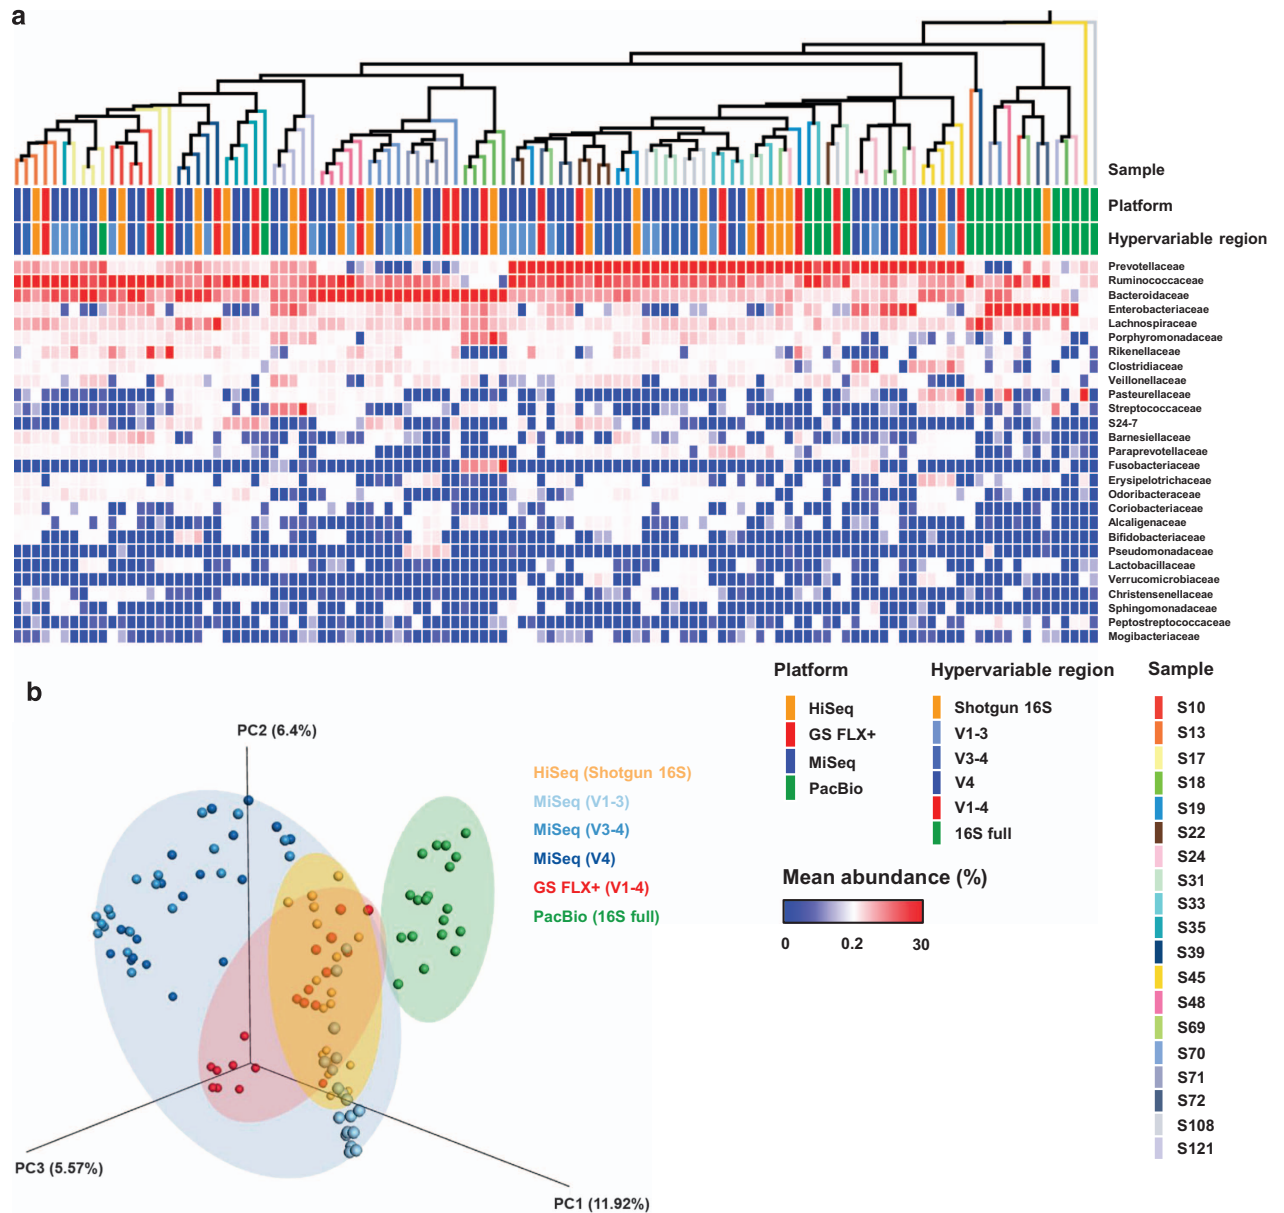 a
Sample
Platform
Hypervariable region
Prevotellaceae
Ruminococcaceae
Bacteroidaceae
Enterobacteriaceae
Lachnospiraceae
Porphyromonadaceae
Rikenellaceae
Clostridiaceae
Veillonellaceae
Pasteurellaceae
Streptococcaceae
S24-7
Barnesiellaceae
Paraprevotellaceae
Fusobacteriaceae
Erysipelotrichaceae
Odoribacteraceae
Coriobacteriaceae
Alcaligenaceae
Bifidobacteriaceae
Pseudomonadaceae
Lactobacillaceae
Verrucomicrobiaceae
Christensenellaceae
Sphingomonadaceae
Peptostreptococcaceae
Mogibacteriaceae
b
PC2 (6.4%)
PC3 (5.57%)
PC1 (11.92%)
HiSeq (Shotgun 16S)
MiSeq (V1-3)
MiSeq (V3-4)
MiSeq (V4)
GS FLX+ (V1-4)
PacBio (16S full)
Platform
HiSeq
GS FLX+
MiSeq
PacBio
Hypervariable region
Shotgun 16S
V1-3
V3-4
V4
V1-4
16S full
Mean abundance (%)
0 0.2 30
Sample
S10
S13
S17
S18
S19
S22
S24
S31
S33
S35
S39
S45
S48
S69
S70
S71
S72
S108
S121